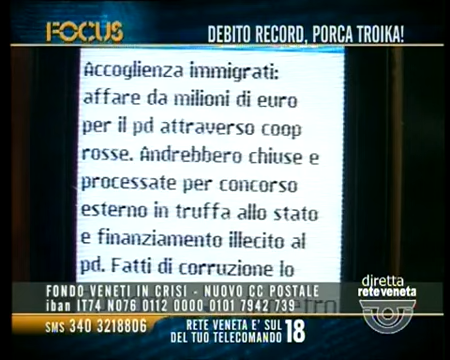 FOCUS
DEBITO RECORD, PORCA TROIKA!
Accoglienza immigrati:
affare da milioni di euro
per il pd attraverso coop
rosse. Andrebbero chiuse e
processate per concorso
esterno in truffa allo stato
e finanziamento illecito al
pd. Fatti di corruzione lo
FONDO VENETI IN CRISI - NUOVO CC POSTALE
iban IT74 N076 0112 0000 0101 7942 739
diretta
reteveneta
SMS 340 3218806
RETE VENETA E' SUL
DEL TUO TELECOMANDO 18